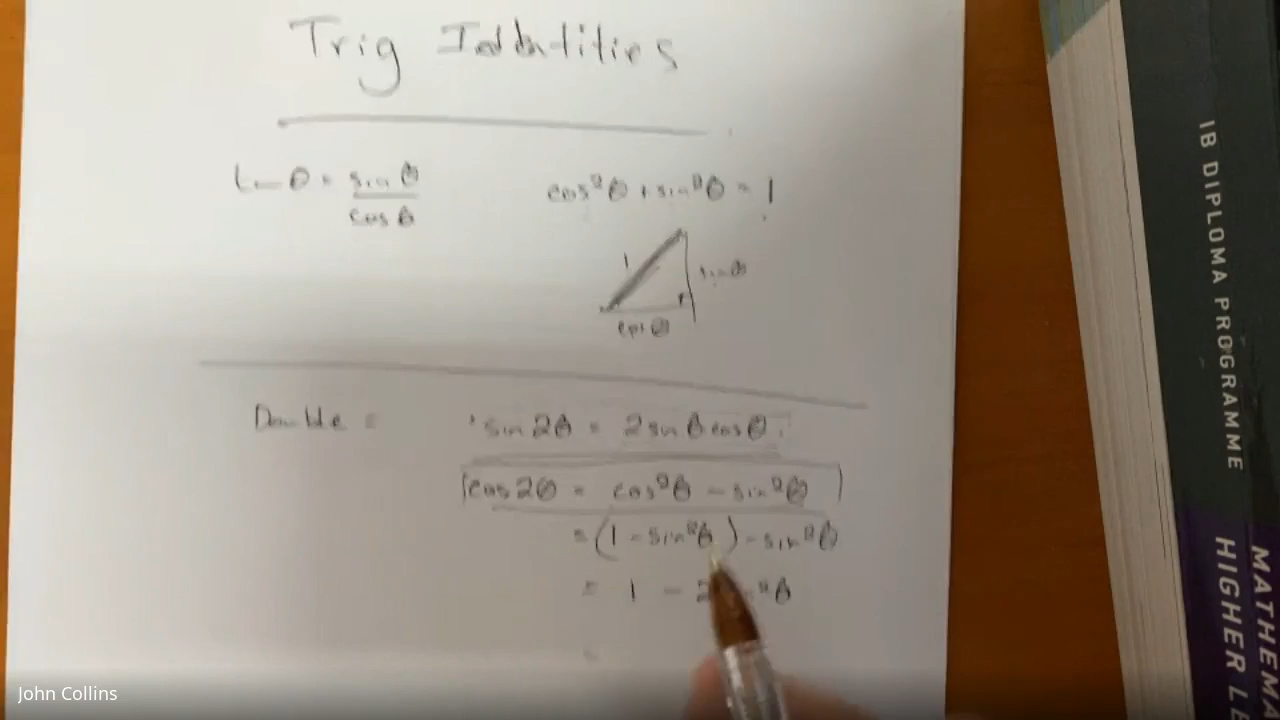 Trig Identities
tan θ = sin θ / cos θ
cos²θ + sin²θ = 1
1
sin θ
cos θ
Double =
sin 2θ = 2 sin θ cos θ
cos 2θ = cos²θ - sin²θ
= (1 - sin²θ) - sin²θ
= 1 - 2 θ
IB DIPLOMA PROGRAMME
MATHEMA
HIGHER LE
John Collins